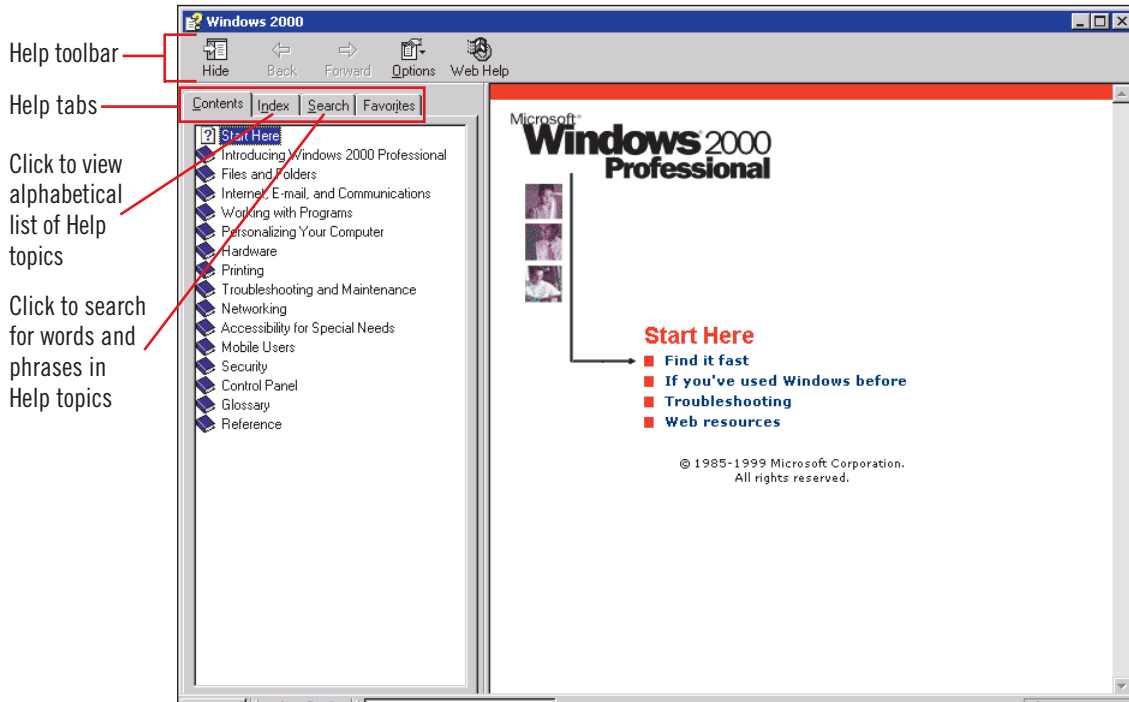 Windows 2000
Help toolbar
Hide Back Forward Options Web Help
Help tabs
Contents Index Search Favorites
Click to view
alphabetical
list of Help
topics
Click to search
for words and
phrases in
Help topics
Start Here
Introducing Windows 2000 Professional
Files and Folders
Internet, E-mail, and Communications
Working with Programs
Personalizing Your Computer
Hardware
Printing
Troubleshooting and Maintenance
Networking
Accessibility for Special Needs
Mobile Users
Security
Control Panel
Glossary
Reference
Microsoft®
Windows® 2000
Professional
Start Here
Find it fast
If you've used Windows before
Troubleshooting
Web resources
© 1985-1999 Microsoft Corporation.
All rights reserved.